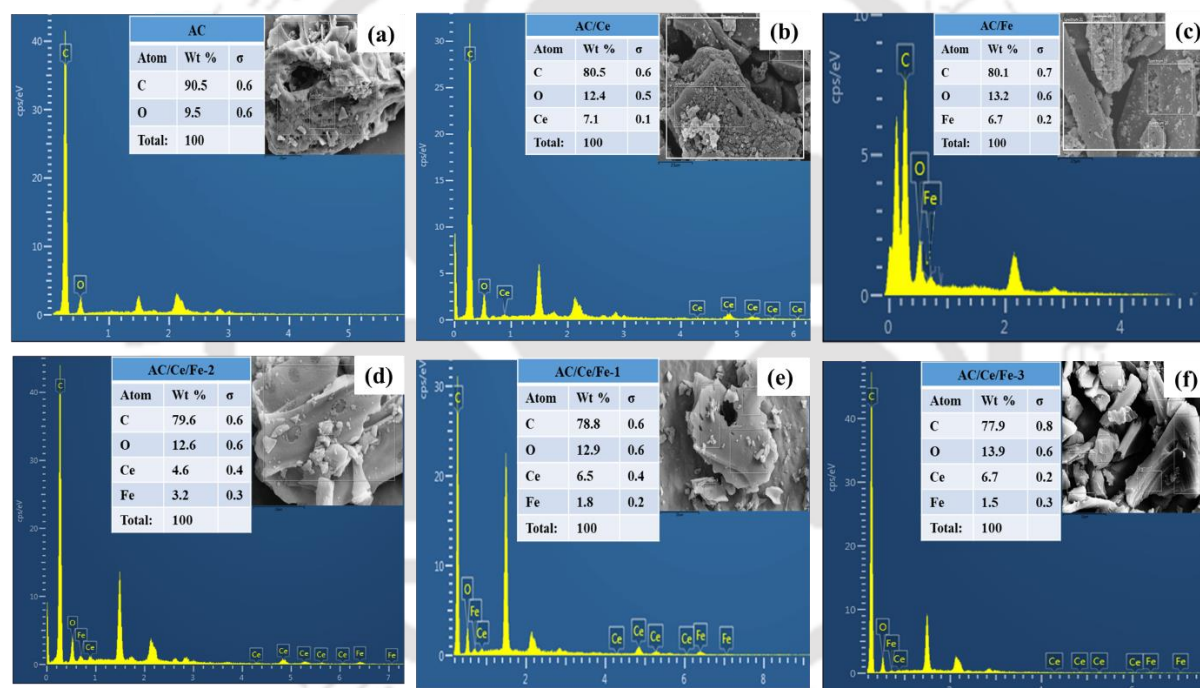 AC
Atom Wt % σ
C 90.5 0.6
O 9.5 0.6
Total: 100
(a)
cps/eV
40
30
20
10
0
C
O
1 2 3 4 5
AC/Ce
Atom Wt % σ
C 80.5 0.6
O 12.4 0.5
Ce 7.1 0.1
Total: 100
(b)
cps/eV
30
25
20
15
10
5
0
C
O
Ce
Ce Ce Ce Ce Ce
0 1 2 3 4 5 6
AC/Fe
Atom Wt % σ
C 80.1 0.7
O 13.2 0.6
Fe 6.7 0.2
Total: 100
(c)
cps/eV
10
5
0
C
O
Fe
0 2 4
AC/Ce/Fe-2
Atom Wt % σ
C 79.6 0.6
O 12.6 0.6
Ce 4.6 0.4
Fe 3.2 0.3
Total: 100
(d)
cps/eV
40
30
20
10
0
C
O
Fe
Ce
Ce Ce Ce Ce Ce Fe Fe
0 1 2 3 4 5 6 7
AC/Ce/Fe-1
Atom Wt % σ
C 78.8 0.6
O 12.9 0.6
Ce 6.5 0.4
Fe 1.8 0.2
Total: 100
(e)
cps/eV
30
20
10
0
C
O
Fe
Ce
Ce Ce Ce Ce Fe Fe
2 4 6 8
AC/Ce/Fe-3
Atom Wt % σ
C 77.9 0.8
O 13.9 0.6
Ce 6.7 0.2
Fe 1.5 0.3
Total: 100
(f)
cps/eV
40
30
20
10
0
C
O
Fe
Ce
Ce Ce Ce Ce Fe Fe